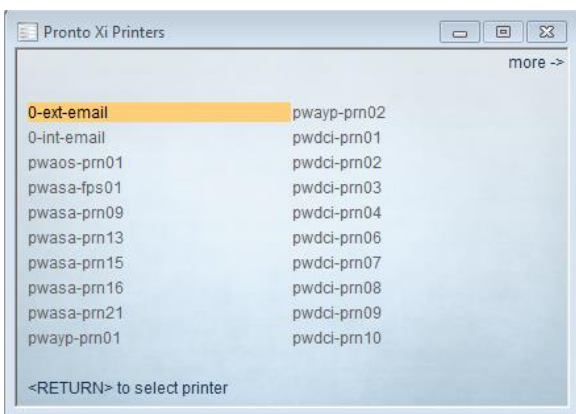 Pronto Xi Printers
more ->
0-ext-email pwayp-prn02
0-int-email pwdci-prn01
pwaos-prn01 pwdci-prn02
pwasa-fps01 pwdci-prn03
pwasa-prn09 pwdci-prn04
pwasa-prn13 pwdci-prn06
pwasa-prn15 pwdci-prn07
pwasa-prn16 pwdci-prn08
pwasa-prn21 pwdci-prn09
pwayp-prn01 pwdci-prn10
<RETURN> to select printer